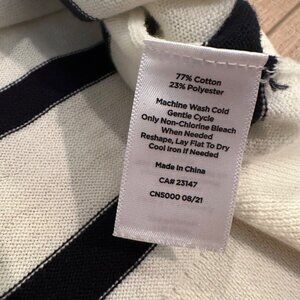 77% Cotton
23% Polyester
Machine Wash Cold
Gentle Cycle
Only Non-Chlorine Bleach
When Needed
Reshape, Lay Flat To Dry
Cool Iron If Needed
Made in China
CA# 23147
CN5000 08/21